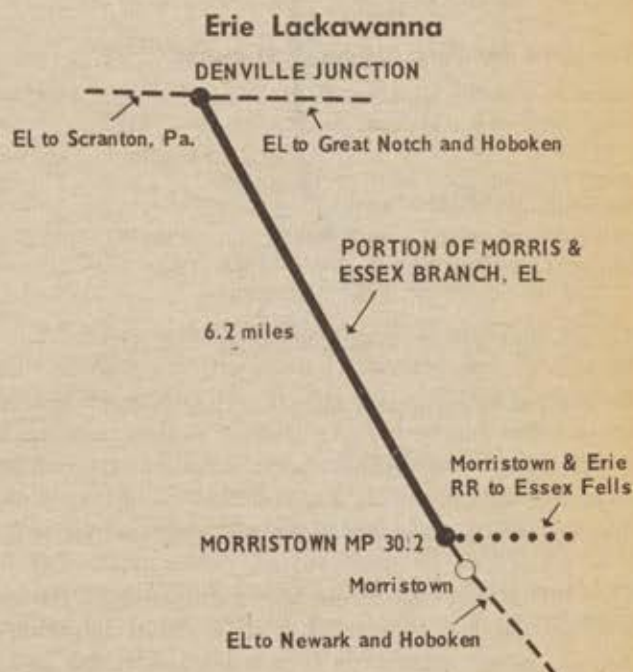 Erie Lackawanna
DENVILLE JUNCTION
EL to Scranton, Pa.
EL to Great Notch and Hoboken
PORTION OF MORRIS &
ESSEX BRANCH, EL
6.2 miles
Morristown & Erie
RR to Essex Fells
MORRISTOWN MP 30.2
Morristown
EL to Newark and Hoboken